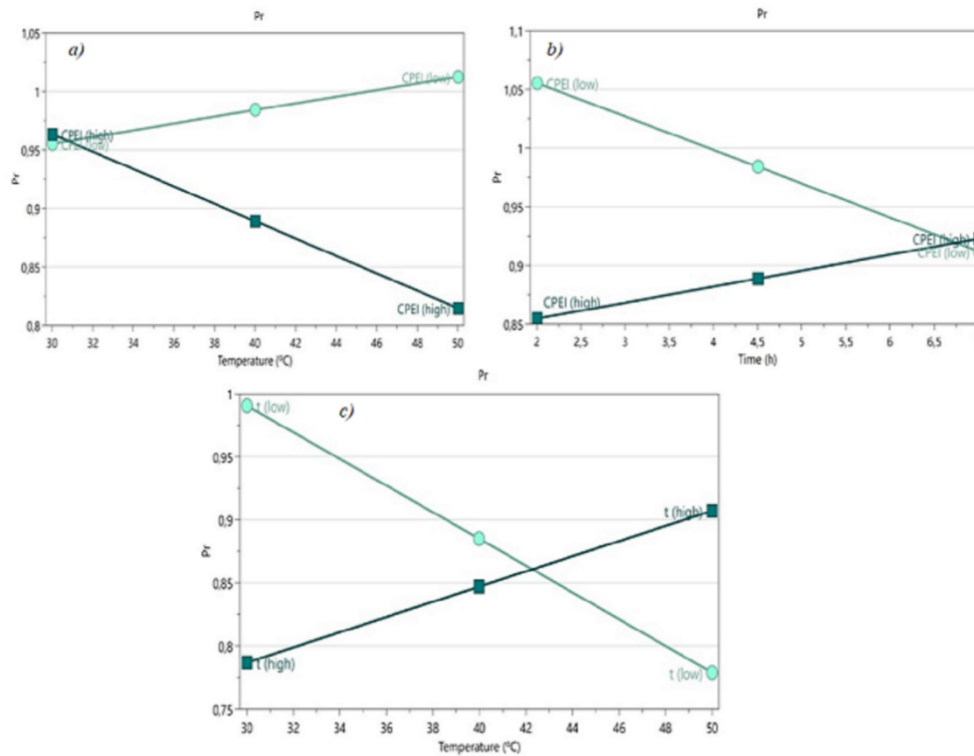 Pr
a)
1,05
1
0,95
0,9
0,85
0,8
Pr
CPEI (low)
CPEI (high)
CPEI (low)
CPEI (high)
30 32 34 36 38 40 42 44 46 48 50
Temperature (ºC)
Pr
b)
1,1
1,05
1
0,95
0,9
0,85
Pr
CPEI (low)
CPEI (high)
CPEI (low)
CPEI (high)
2 2,5 3 3,5 4 4,5 5 5,5 6 6,5 7
Time (h)
Pr
c)
1
0,95
0,9
0,85
0,8
0,75
Pr
t (low)
t (high)
t (high)
t (low)
30 32 34 36 38 40 42 44 46 48 50
Temperature (ºC)